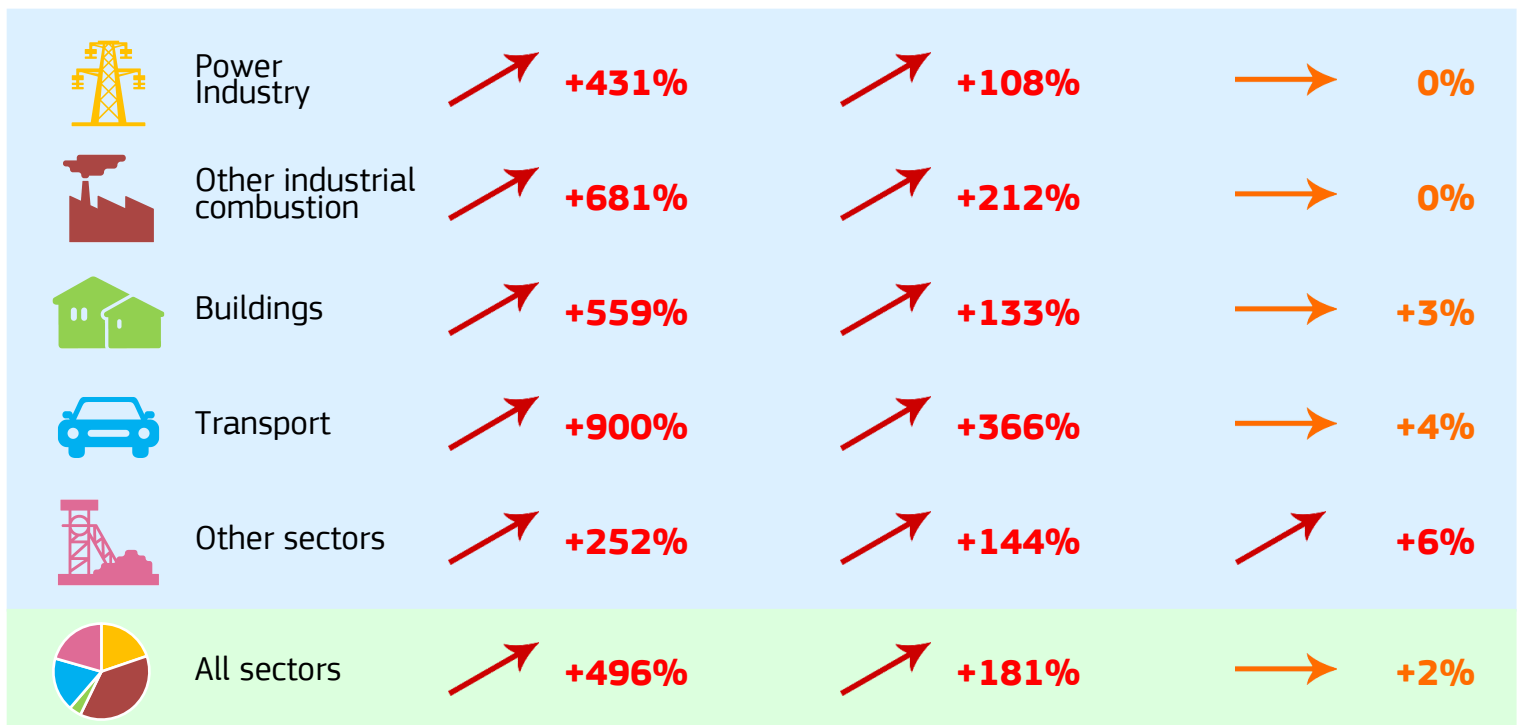 Power
Industry
+431%
+108%
0%
Other industrial
combustion
+681%
+212%
0%
Buildings
+559%
+133%
+3%
Transport
+900%
+366%
+4%
Other sectors
+252%
+144%
+6%
All sectors
+496%
+181%
+2%